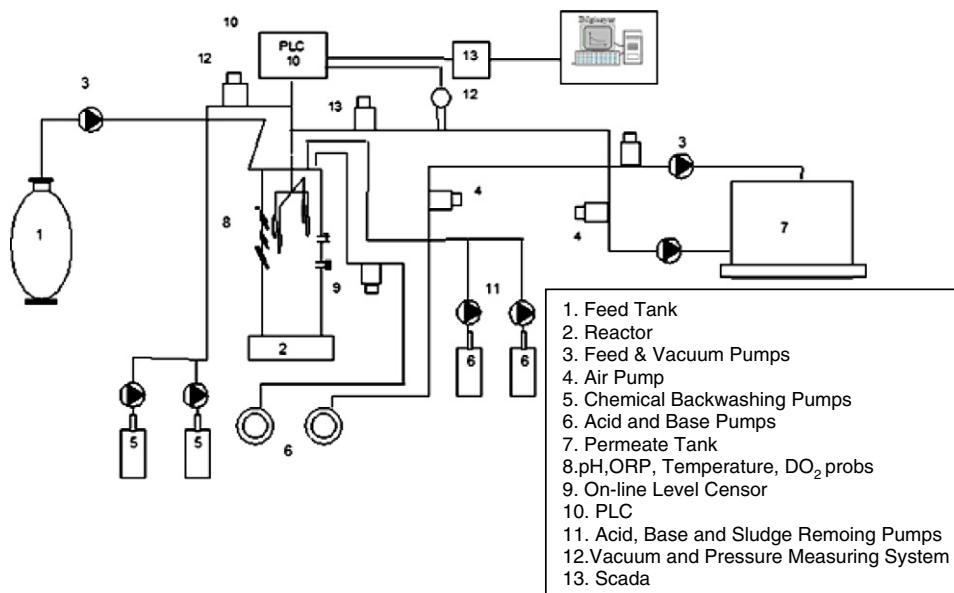 10
PLC
10
13
Bilgisayar
12
12
13
3
3
4
4
1
8
7
9
11
2
6
6
5
5
6
1. Feed Tank
2. Reactor
3. Feed & Vacuum Pumps
4. Air Pump
5. Chemical Backwashing Pumps
6. Acid and Base Pumps
7. Permeate Tank
8.pH,ORP, Temperature, DO₂ probs
9. On-line Level Censor
10. PLC
11. Acid, Base and Sludge Remoing Pumps
12.Vacuum and Pressure Measuring System
13. Scada